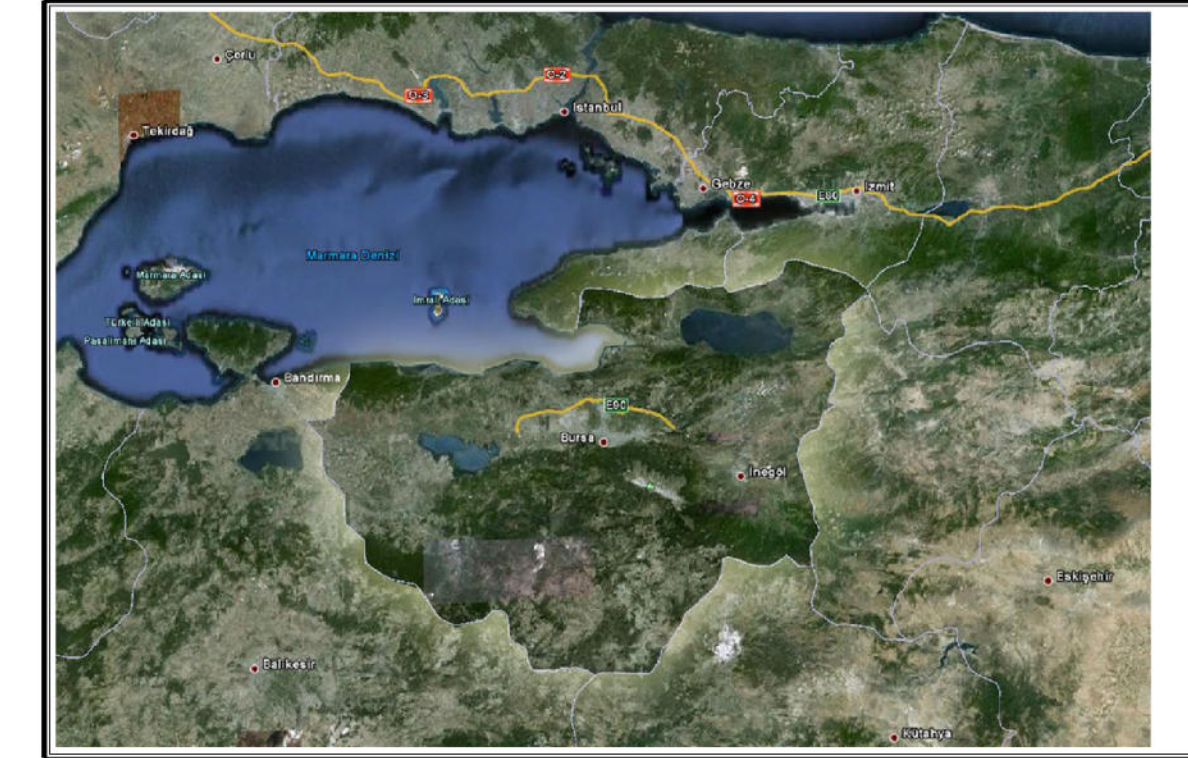 Çorlu
O-2
O-3
İstanbul
Tekirdağ
Gebze
O-4
E80
İzmit
Marmara Denizi
Marmara Adası
İmralı Adası
Türkeli Adası
Paşalimanı Adası
Bandırma
E90
Bursa
İnegöl
Eskişehir
Balıkesir
Kütahya